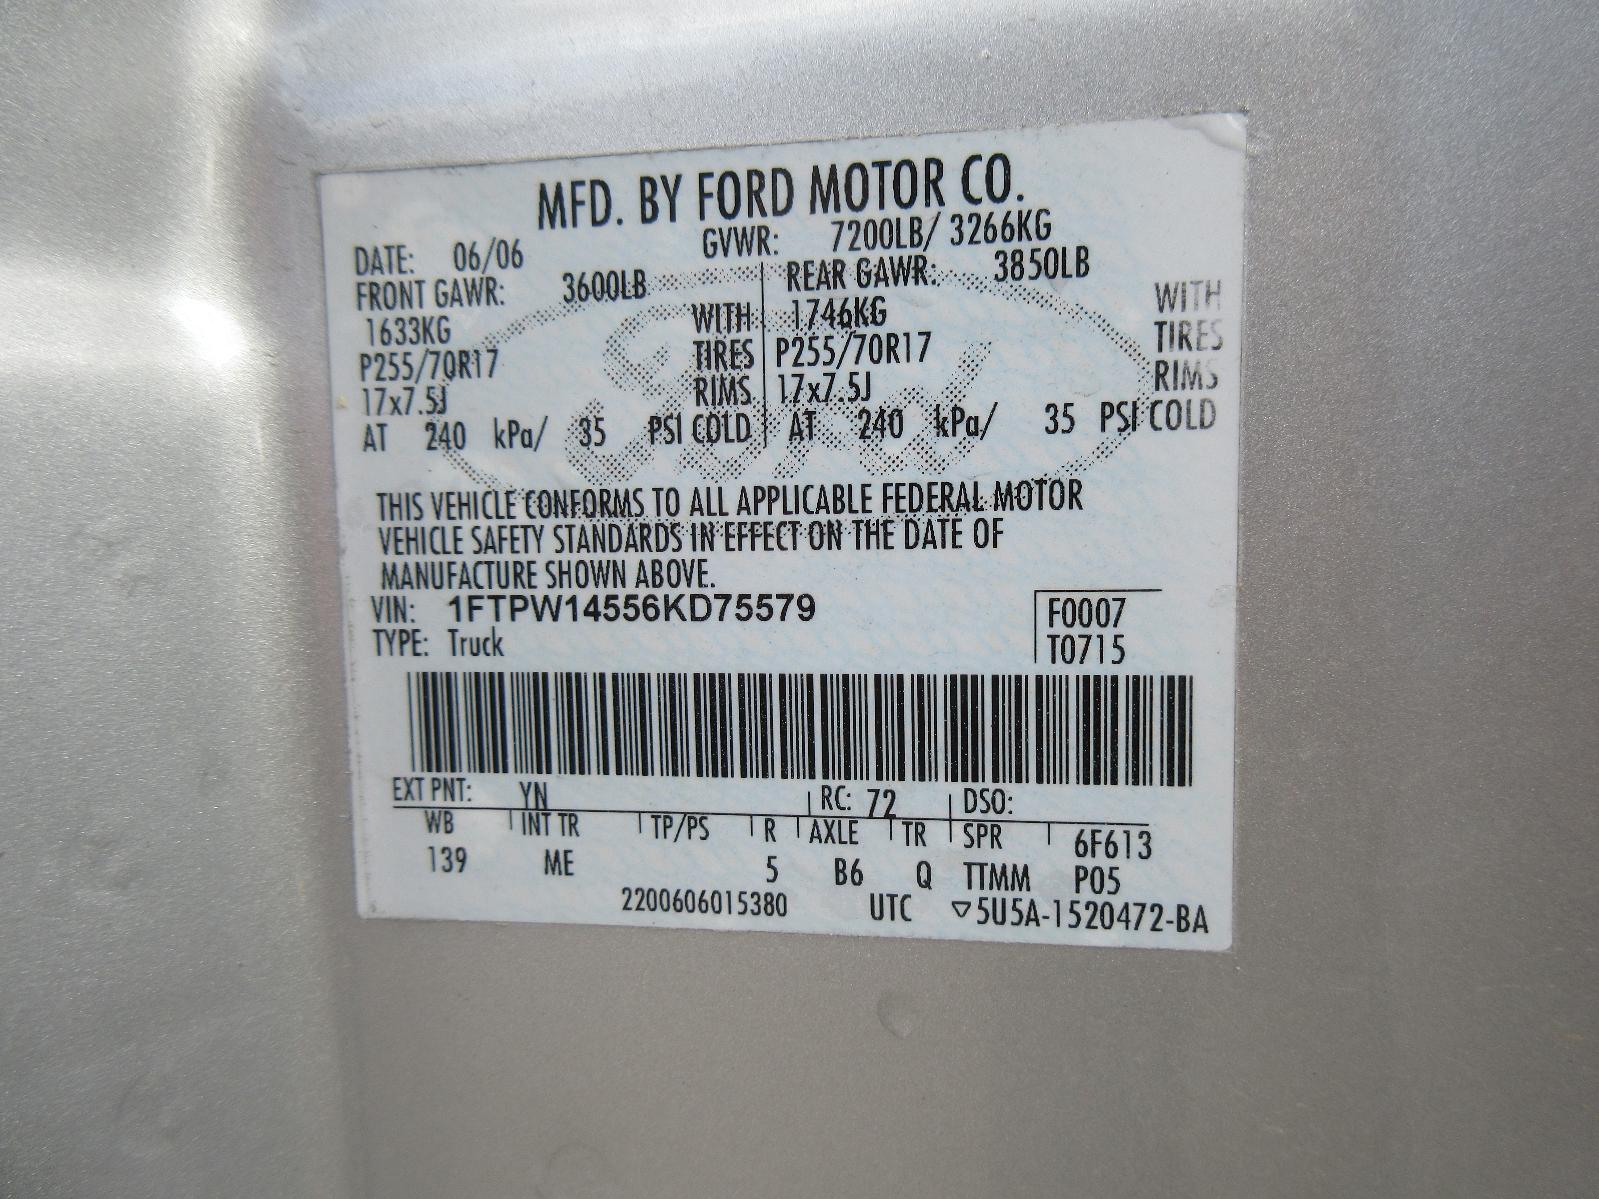 MFD. BY FORD MOTOR CO.
DATE: 06/06 GVWR: 7200LB/ 3266KG
FRONT GAWR: 3600LB REAR GAWR: 3850LB
1633KG WITH 1746KG WITH
P255/70R17 TIRES P255/70R17 TIRES
17x7.5J RIMS 17x7.5J RIMS
AT 240 kPa/ 35 PSI COLD AT 240 kPa/ 35 PSI COLD
Ford
THIS VEHICLE CONFORMS TO ALL APPLICABLE FEDERAL MOTOR
VEHICLE SAFETY STANDARDS IN EFFECT ON THE DATE OF
MANUFACTURE SHOWN ABOVE.
VIN: 1FTPW14556KD75579 F0007
TYPE: Truck T0715
EXT PNT: YN RC: 72 DSO:
WB INT TR TP/PS R AXLE TR SPR 6F613
139 ME 5 B6 Q TTMM P05
2200606015380 UTC ▽5U5A-1520472-BA